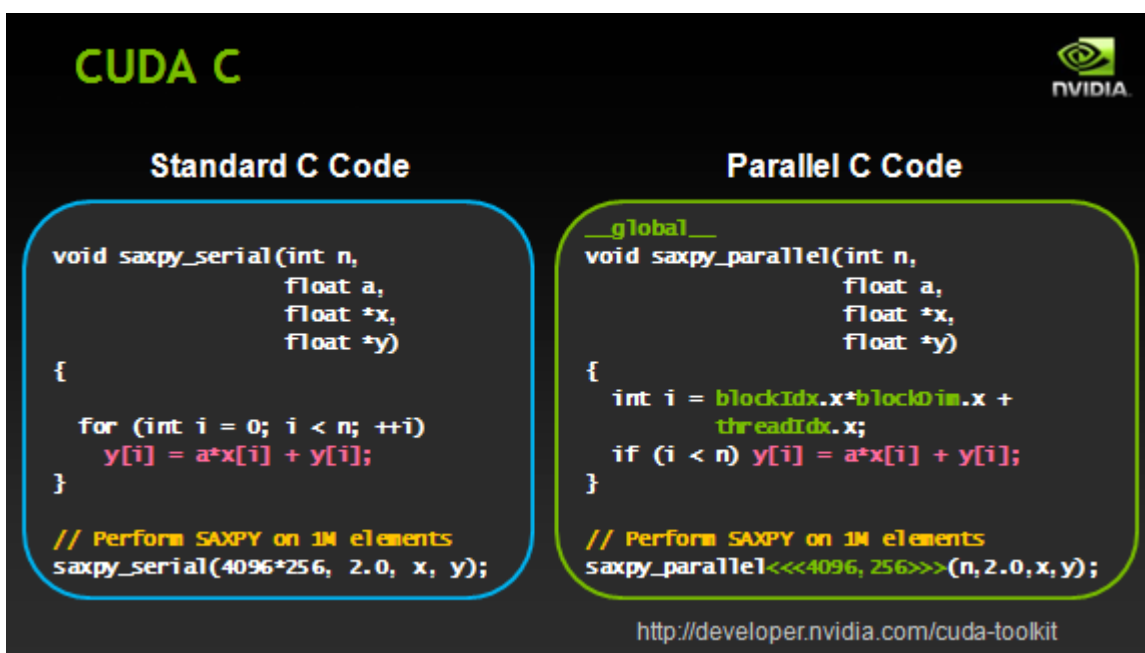 CUDA C
NVIDIA.
Standard C Code
void saxpy_serial(int n,
float a,
float *x,
float *y)
{
for (int i = 0; i < n; ++i)
y[i] = a*x[i] + y[i];
}
// Perform SAXPY on 1M elements
saxpy_serial(4096*256, 2.0, x, y);
Parallel C Code
__global__
void saxpy_parallel(int n,
float a,
float *x,
float *y)
{
int i = blockIdx.x*blockDim.x +
threadIdx.x;
if (i < n) y[i] = a*x[i] + y[i];
}
// Perform SAXPY on 1M elements
saxpy_parallel<<<4096,256>>>(n,2.0,x,y);
http://developer.nvidia.com/cuda-toolkit